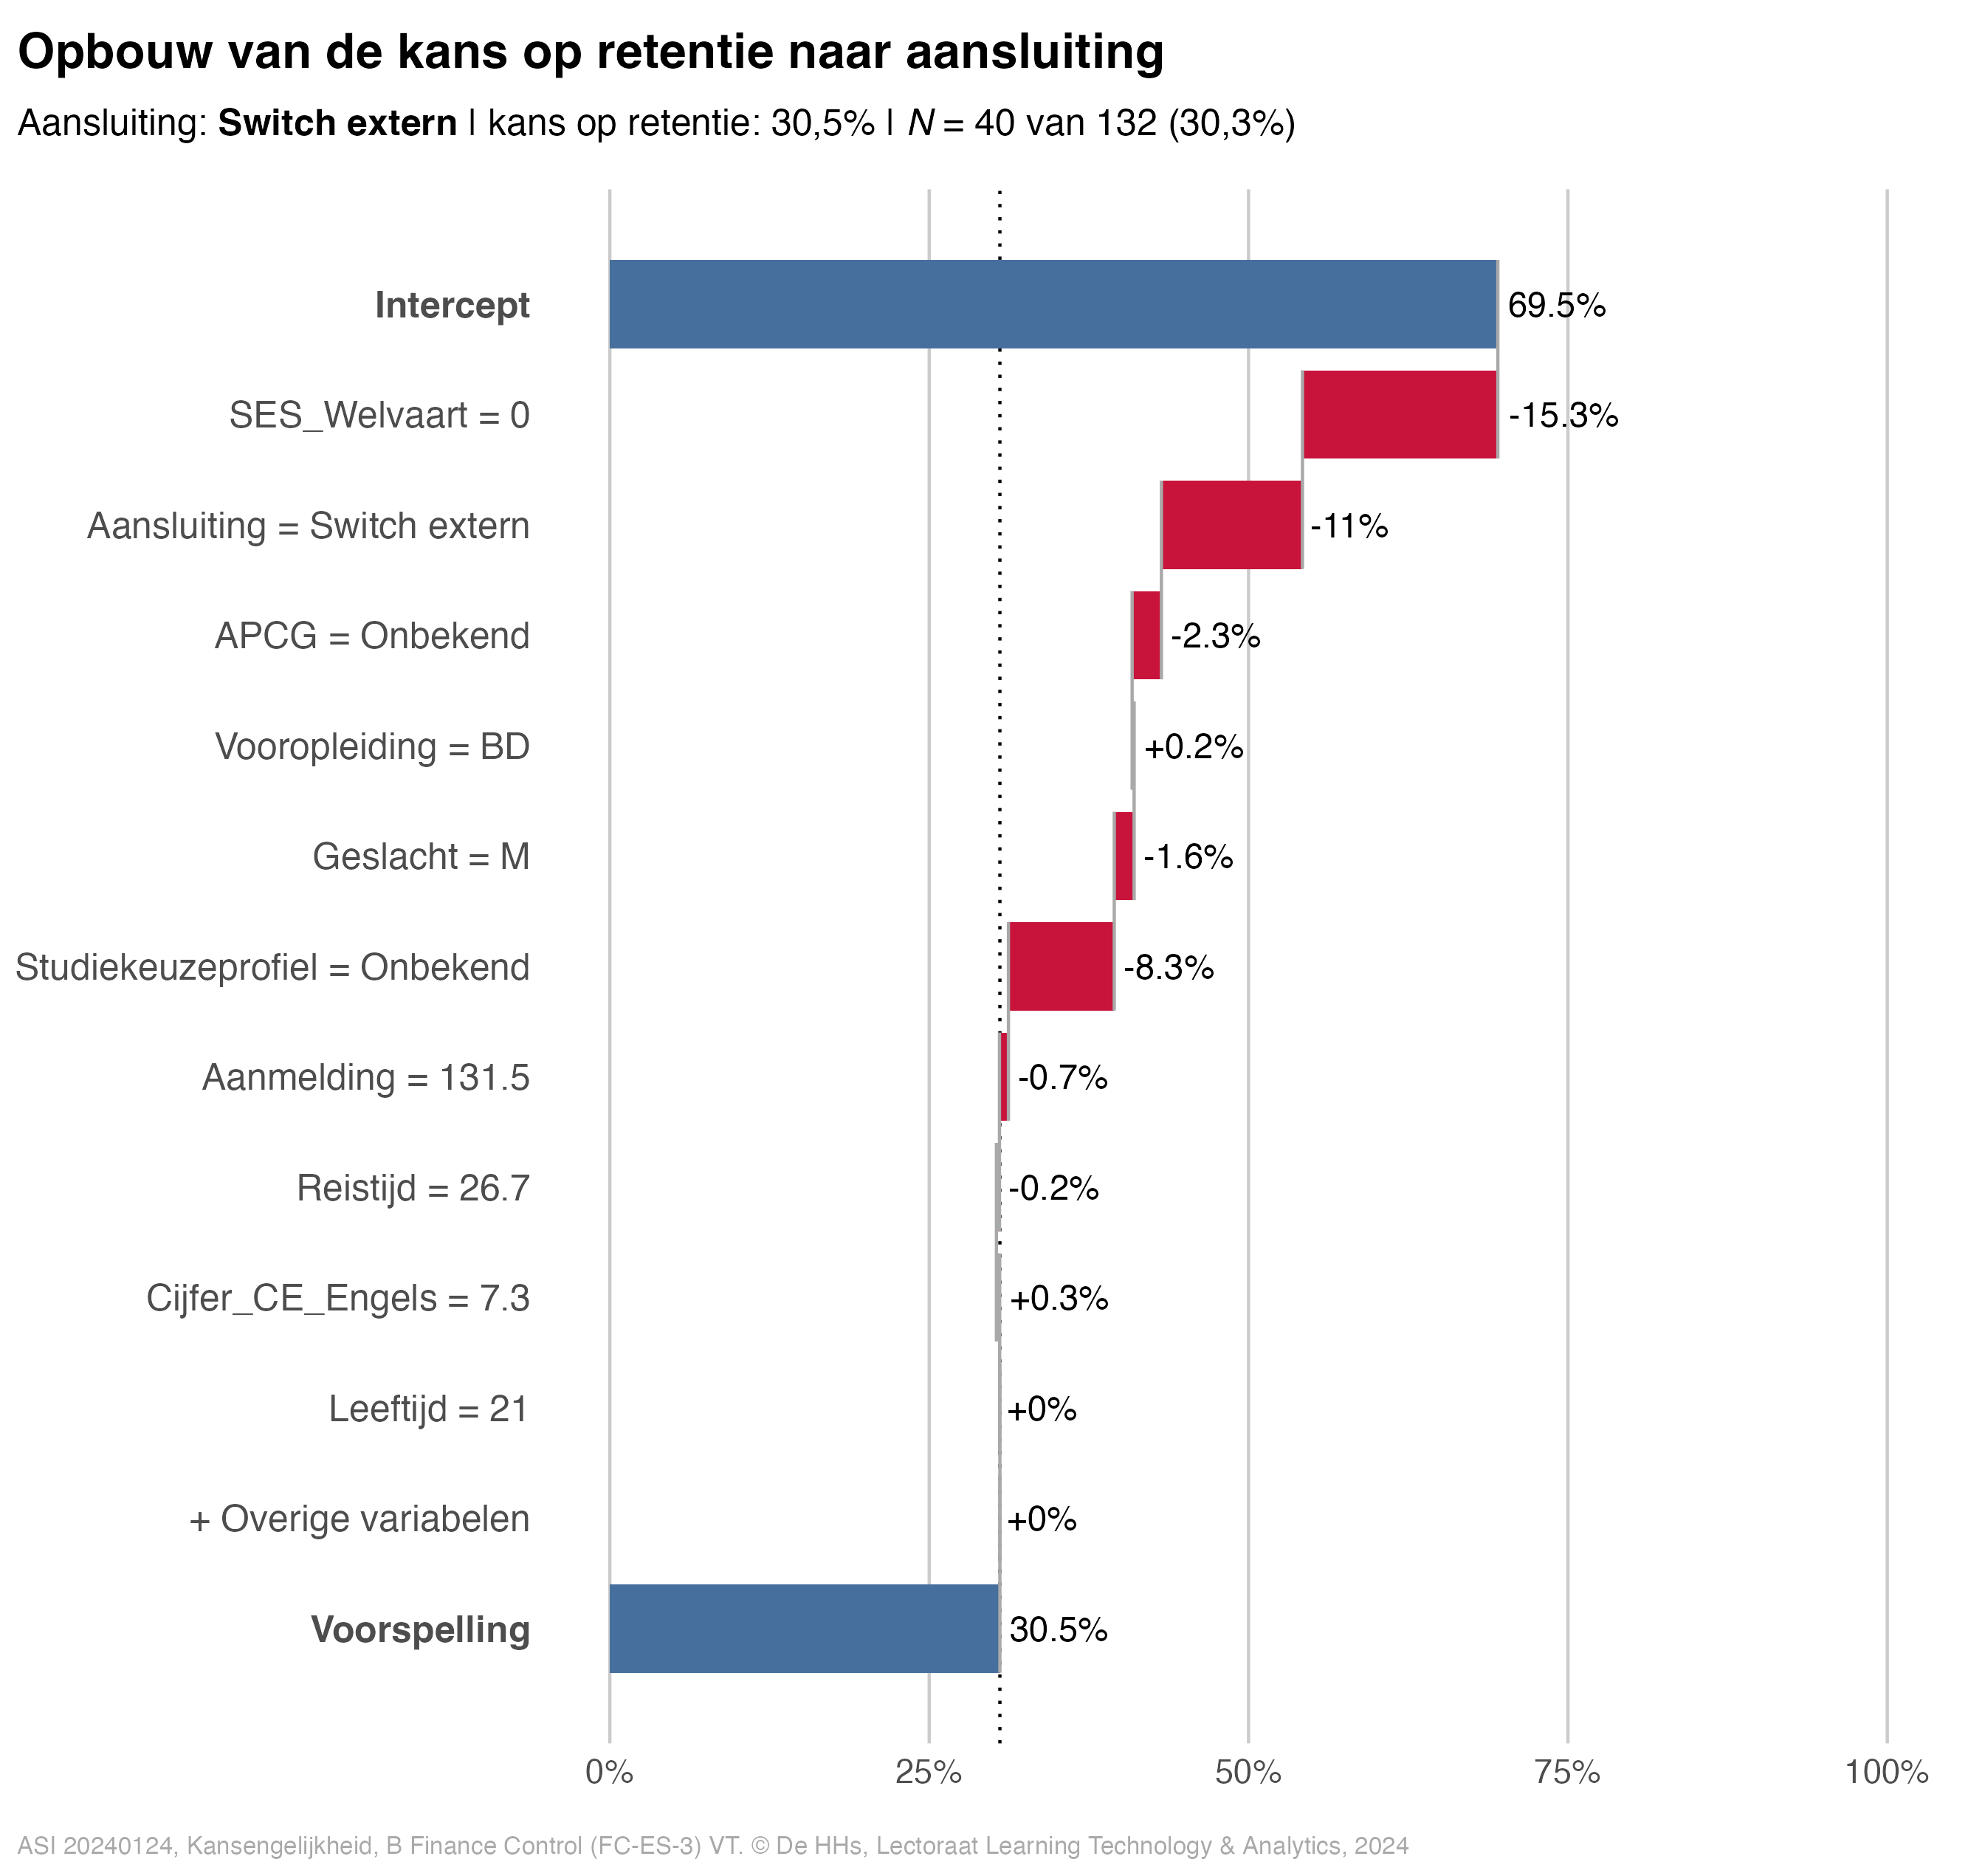 Opbouw van de kans op retentie naar aansluiting
Aansluiting: Switch extern | kans op retentie: 30,5% | N = 40 van 132 (30,3%)
Intercept 69.5%
SES_Welvaart = 0 -15.3%
Aansluiting = Switch extern -11%
APCG = Onbekend -2.3%
Vooropleiding = BD +0.2%
Geslacht = M -1.6%
Studiekeuzeprofiel = Onbekend -8.3%
Aanmelding = 131.5 -0.7%
Reistijd = 26.7 -0.2%
Cijfer_CE_Engels = 7.3 +0.3%
Leeftijd = 21 +0%
+ Overige variabelen +0%
Voorspelling 30.5%
0% 25% 50% 75% 100%
ASI 20240124, Kansengelijkheid, B Finance Control (FC-ES-3) VT. © De HHs, Lectoraat Learning Technology & Analytics, 2024